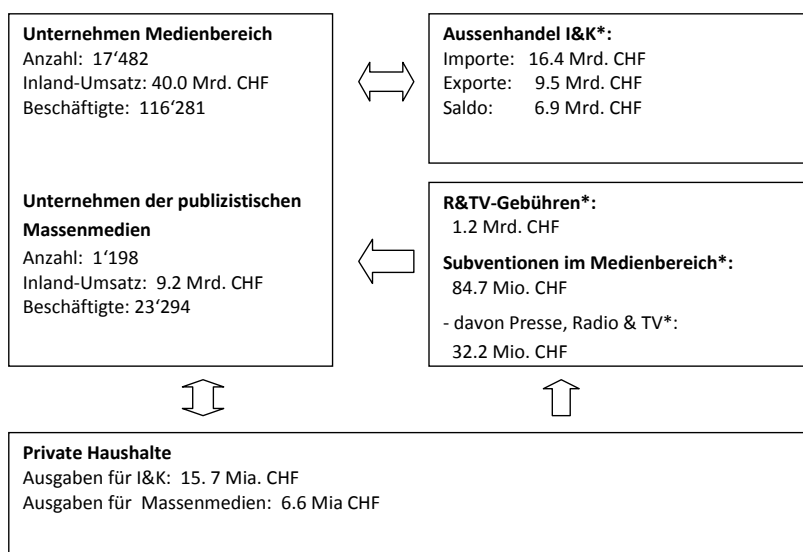 Unternehmen Medienbereich
Anzahl: 17‘482
Inland-Umsatz: 40.0 Mrd. CHF
Beschäftigte: 116‘281
Unternehmen der publizistischen
Massenmedien
Anzahl: 1‘198
Inland-Umsatz: 9.2 Mrd. CHF
Beschäftigte: 23‘294
Aussenhandel I&K*:
Importe: 16.4 Mrd. CHF
Exporte: 9.5 Mrd. CHF
Saldo: 6.9 Mrd. CHF
R&TV-Gebühren*:
1.2 Mrd. CHF
Subventionen im Medienbereich*:
84.7 Mio. CHF
- davon Presse, Radio & TV*:
32.2 Mio. CHF
Private Haushalte
Ausgaben für I&K: 15. 7 Mia. CHF
Ausgaben für Massenmedien: 6.6 Mia CHF